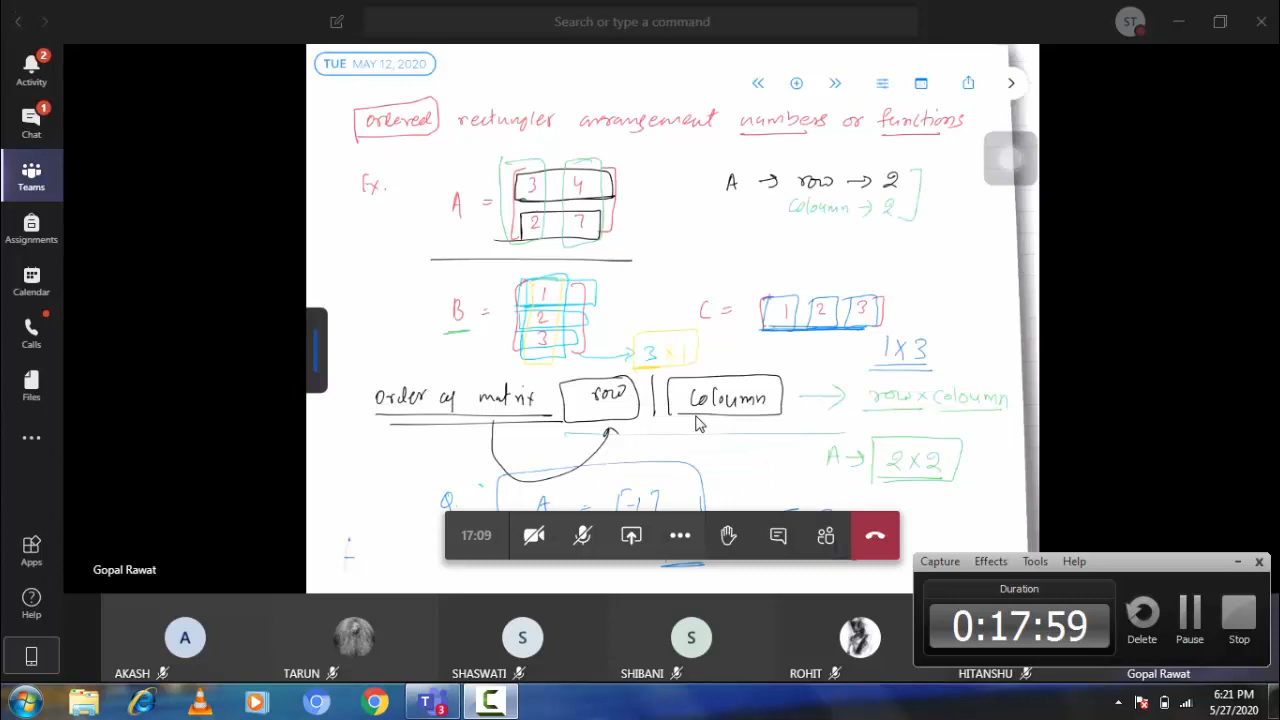 Search or type a command
ST
2
Activity
1
Chat
Teams
Assignments
Calendar
Calls
Files
Apps
Help
TUE MAY 12, 2020
ordered rectungler arrangement numbers or functions
Ex.
A = 3 4
2 7
A → row → 2
Coloumn → 2
B = 1
2
3
3 × 1
C = 1 2 3
1 X 3
order of matrix row | Coloumn → row × Coloumn
A → 2 × 2
Q.
A =
17:09
Gopal Rawat
A
AKASH
TARUN
S
SHASWATI
S
SHIBANI
ROHIT
HITANSHU
Gopal Rawat
Capture Effects Tools Help
Duration
0:17:59
Delete
Pause
Stop
T
3
C
6:21 PM
5/27/2020